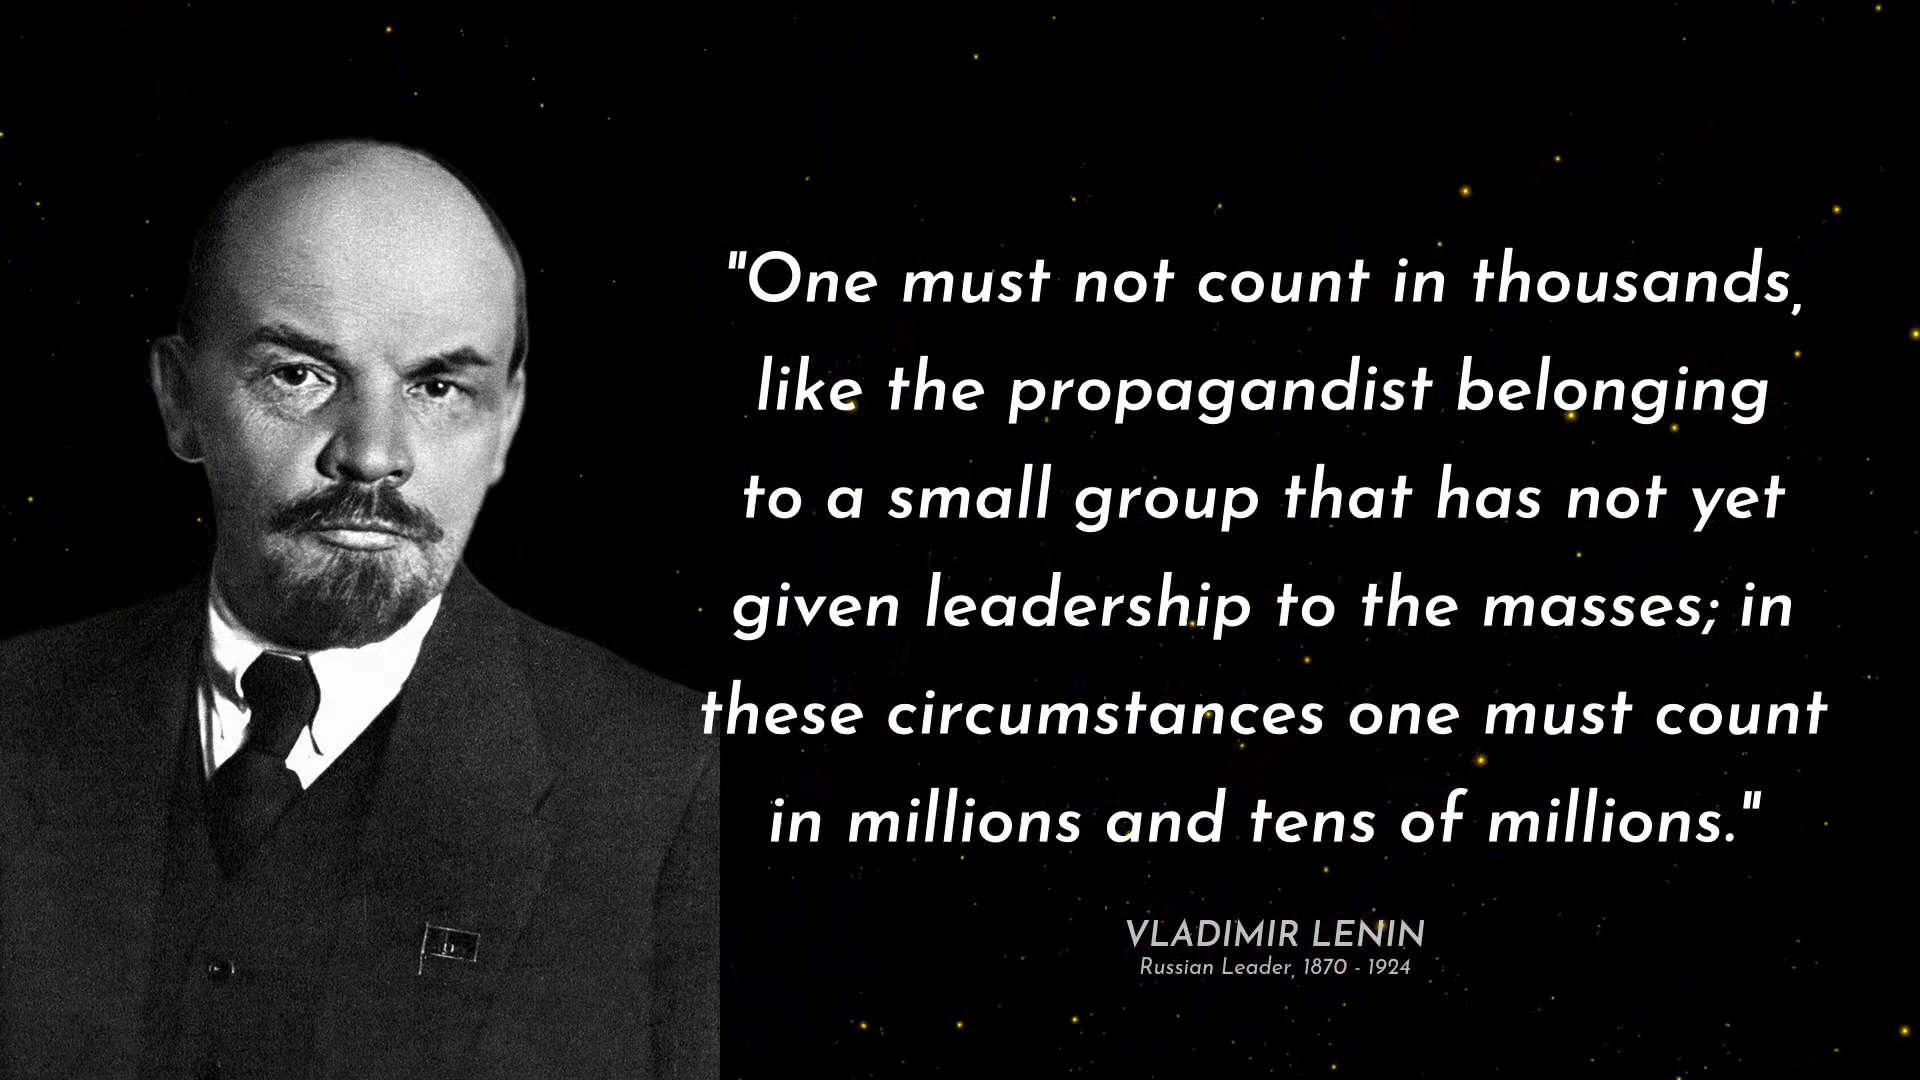 "One must not count in thousands,
like the propagandist belonging
to a small group that has not yet
given leadership to the masses; in
these circumstances one must count
in millions and tens of millions."
VLADIMIR LENIN
Russian Leader, 1870 - 1924